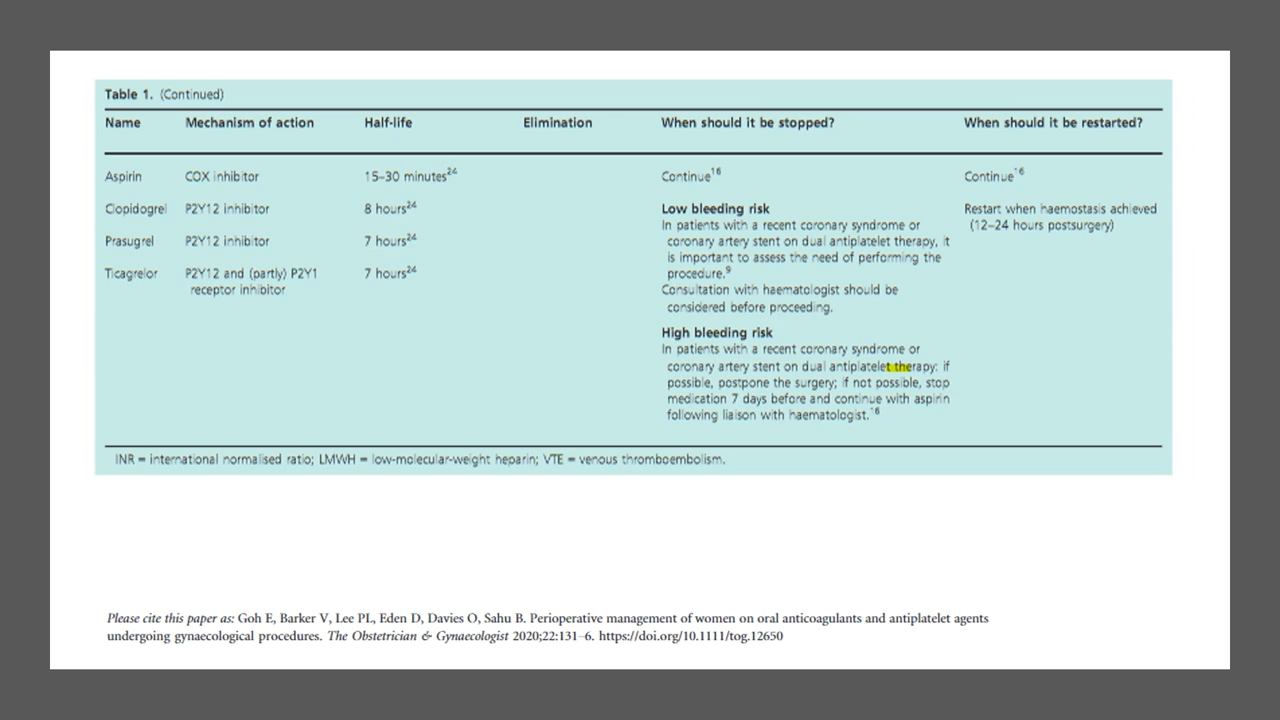 Table 1. (Continued)
Name Mechanism of action Half-life Elimination When should it be stopped? When should it be restarted?
Aspirin COX inhibitor 15–30 minutes24 Continue16 Continue16
Clopidogrel P2Y12 inhibitor 8 hours24 Low bleeding risk Restart when haemostasis achieved
In patients with a recent coronary syndrome or (12–24 hours postsurgery)
Prasugrel P2Y12 inhibitor 7 hours24 coronary artery stent on dual antiplatelet therapy, it
is important to assess the need of performing the
Ticagrelor P2Y12 and (partly) P2Y1 7 hours24 procedure.9
receptor inhibitor Consultation with haematologist should be
considered before proceeding.
High bleeding risk
In patients with a recent coronary syndrome or
coronary artery stent on dual antiplatelet therapy: if
possible, postpone the surgery; if not possible, stop
medication 7 days before and continue with aspirin
following liaison with haematologist.16
INR = international normalised ratio; LMWH = low-molecular-weight heparin; VTE = venous thromboembolism.
Please cite this paper as: Goh E, Barker V, Lee PL, Eden D, Davies O, Sahu B. Perioperative management of women on oral anticoagulants and antiplatelet agents
undergoing gynaecological procedures. The Obstetrician & Gynaecologist 2020;22:131–6. https://doi.org/10.1111/tog.12650